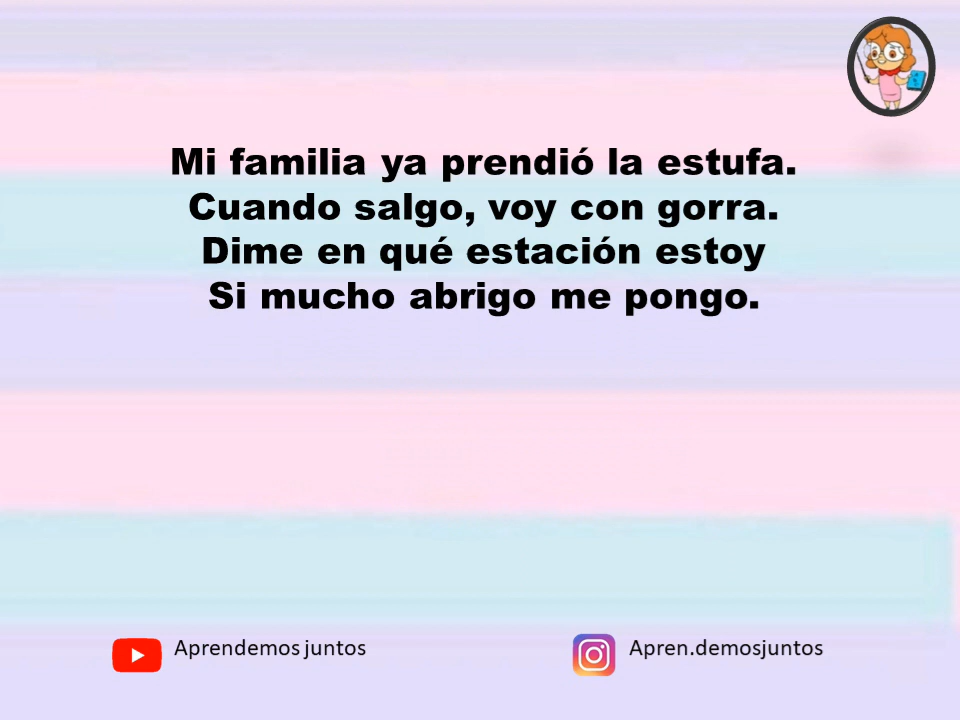 Mi familia ya prendió la estufa.
Cuando salgo, voy con gorra.
Dime en qué estación estoy
Si mucho abrigo me pongo.
Aprendemos juntos
Apren.demosjuntos